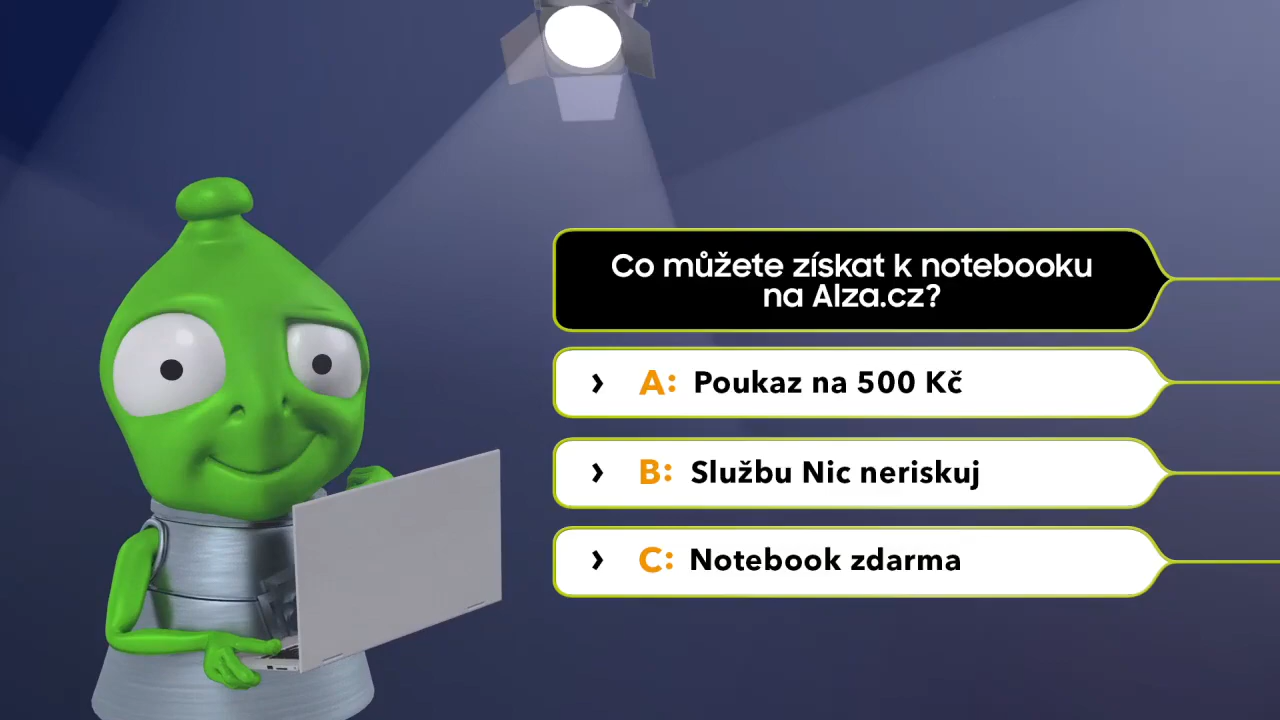 Co můžete získat k notebooku
na Alza.cz?
› A: Poukaz na 500 Kč
› B: Službu Nic neriskuj
› C: Notebook zdarma